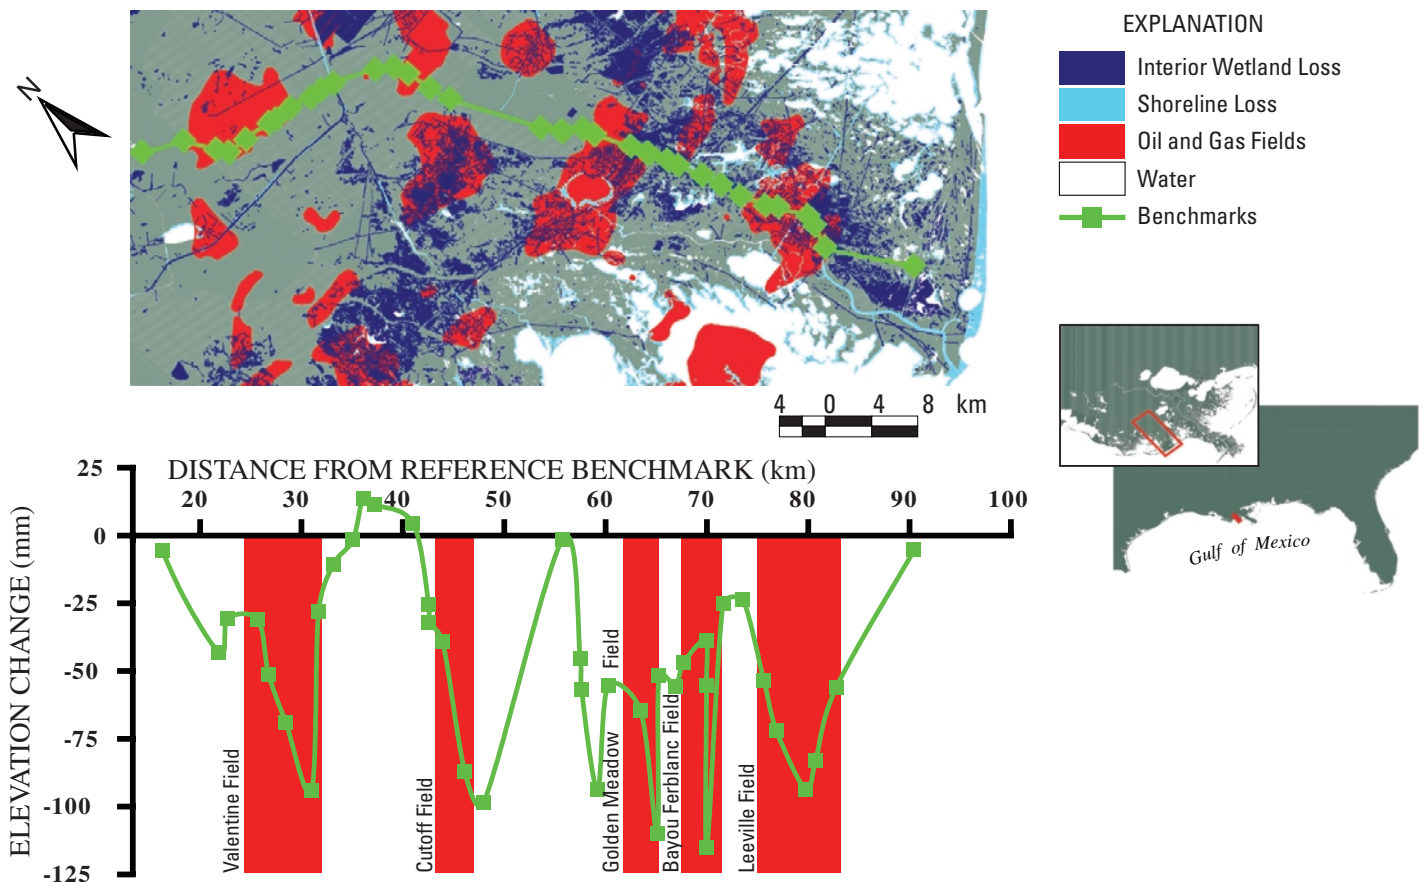 N
EXPLANATION
Interior Wetland Loss
Shoreline Loss
Oil and Gas Fields
Water
Benchmarks
4 0 4 8 km
Gulf of Mexico
DISTANCE FROM REFERENCE BENCHMARK (km)
20 30 40 50 60 70 80 90 100
ELEVATION CHANGE (mm)
25
0
-25
-50
-75
-100
-125
Valentine Field
Cutoff Field
Golden Meadow Field
Bayou Ferblanc Field
Leeville Field